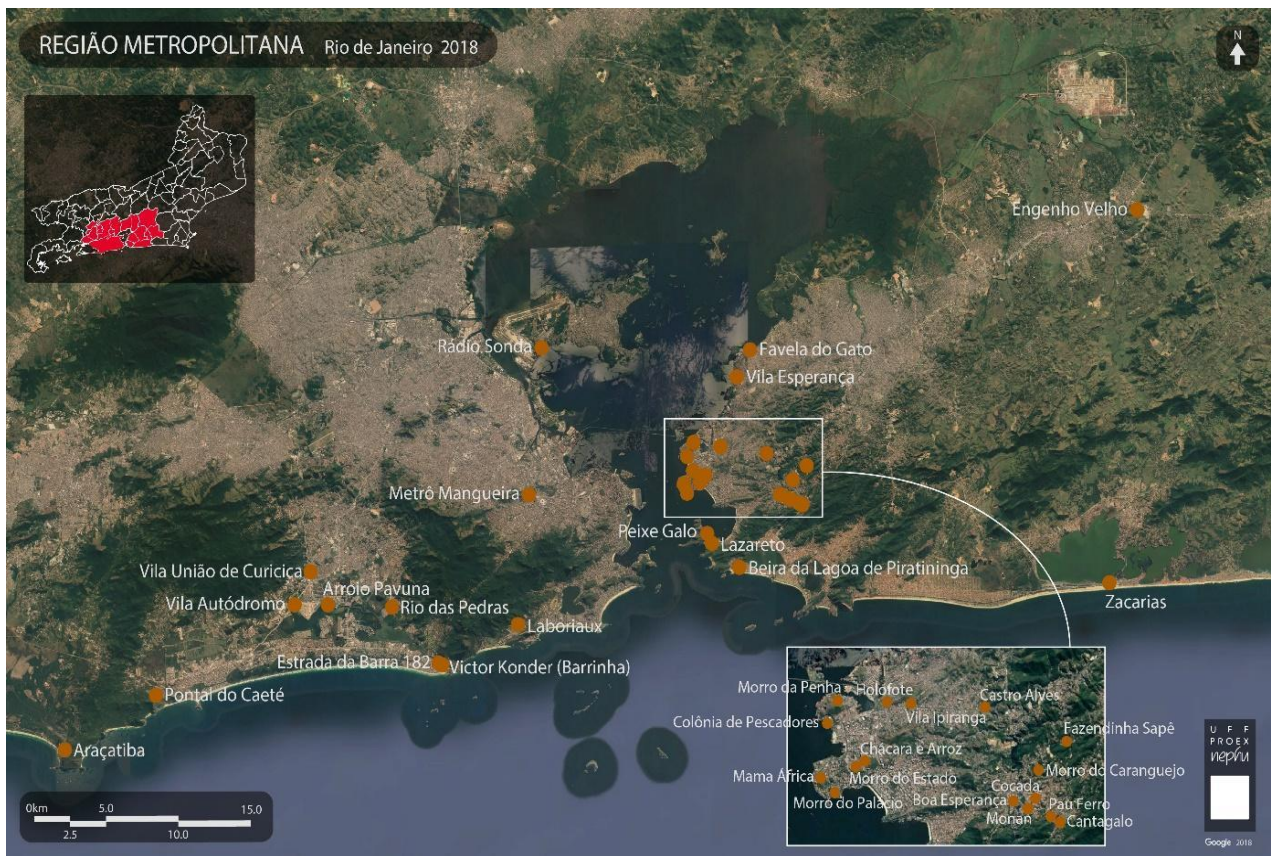 REGIÃO METROPOLITANA Rio de Janeiro 2018
N
Engenho Velho
Rádio Sonda
Favela do Gato
Vila Esperança
Metrô Mangueira
Peixe Galo
Lazareto
Beira da Lagoa de Piratininga
Vila União de Curicica
Arroio Pavuna
Vila Autódromo
Rio das Pedras
Zacarias
Laboriaux
Estrada da Barra 182
Victor Konder (Barrinha)
Pontal do Caeté
Araçatiba
Morro da Penha
Holofote
Castro Alves
Vila Ipiranga
Colônia de Pescadores
Fazendinha Sapê
Chácara e Arroz
Morro do Caranguejo
Mama África
Morro do Estado
Cocada
Morro do Palácio
Boa Esperança
Pau Ferro
Monan
Cantagalo
0km 5.0 15.0
2.5 10.0
UFF
PROEX
nephu
Google 2018